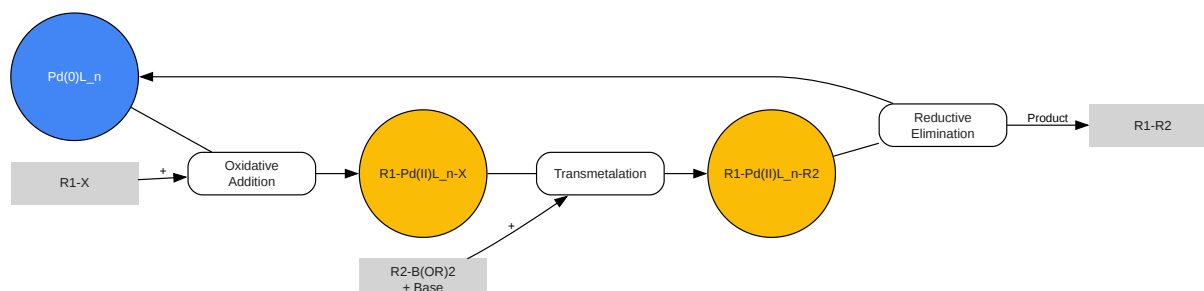 Pd(0)L_n
R1-X
+
Oxidative
Addition
R1-Pd(II)L_n-X
+
R2-B(OR)2
+ Base
Transmetalation
R1-Pd(II)L_n-R2
Reductive
Elimination
Product
R1-R2